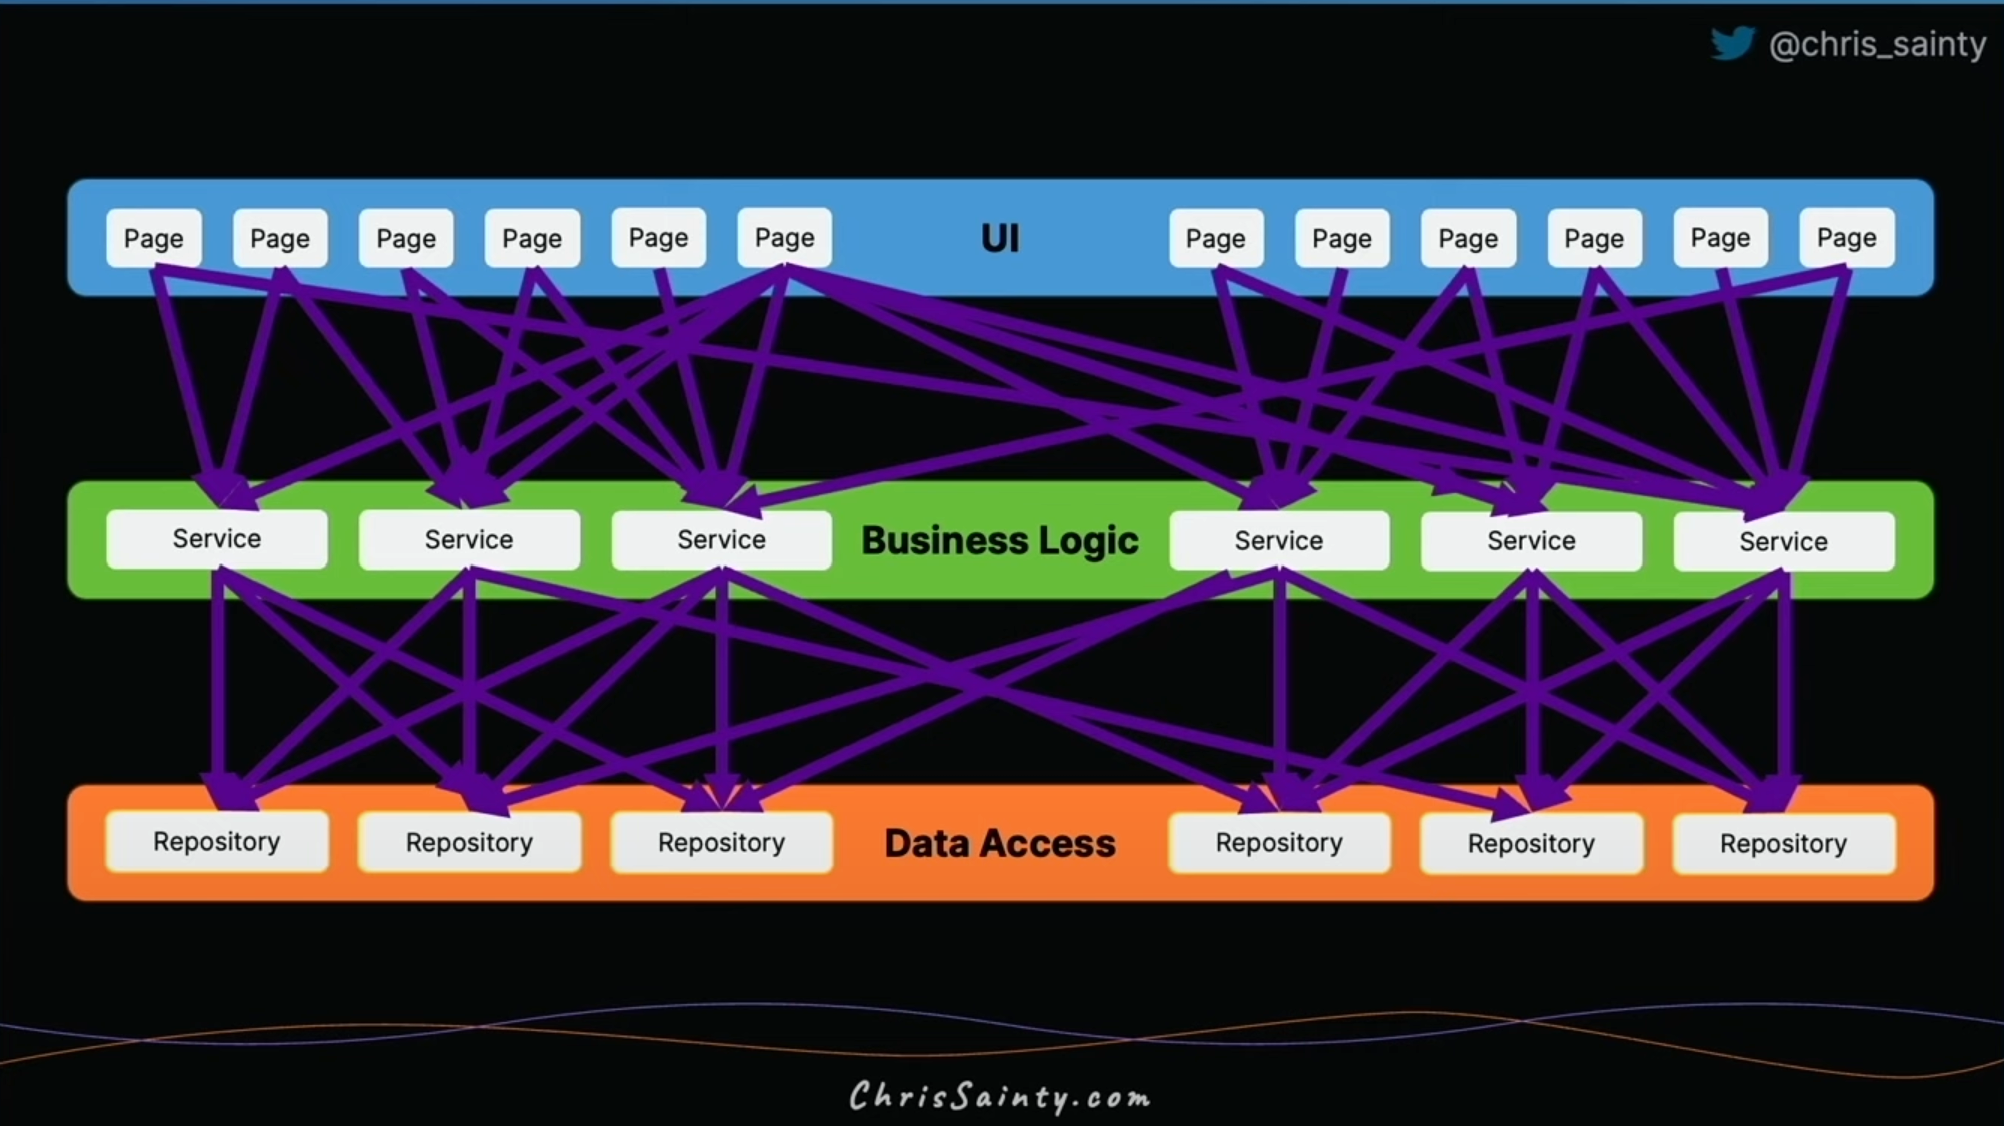 @chris_sainty
Page Page Page Page Page Page UI Page Page Page Page Page Page
Service Service Service Business Logic Service Service Service
Repository Repository Repository Data Access Repository Repository Repository
ChrisSainty.com